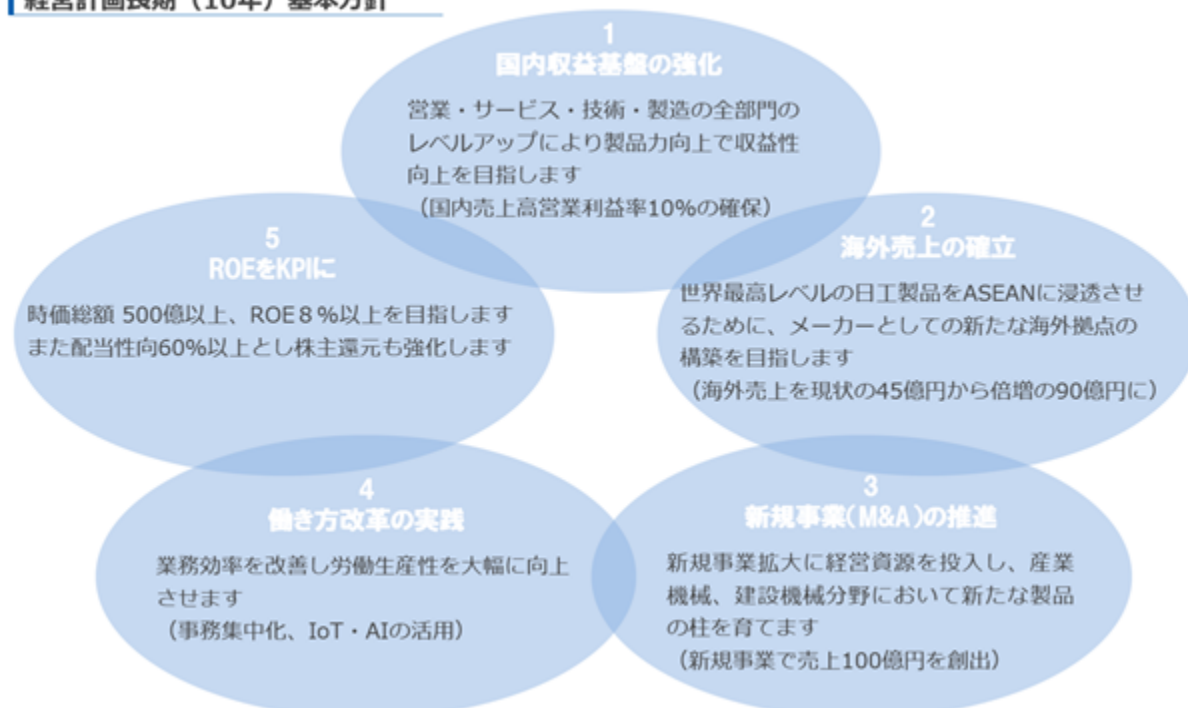 経営計画長期（10年）基本方針
1
国内収益基盤の強化
営業・サービス・技術・製造の全部門の
レベルアップにより製品力向上で収益性
向上を目指します
（国内売上高営業利益率10%の確保）
2
海外売上の確立
世界最高レベルの日工製品をASEANに浸透させ
るために、メーカーとしての新たな海外拠点の
構築を目指します
（海外売上を現状の45億円から倍増の90億円に）
3
新規事業（M&A）の推進
新規事業拡大に経営資源を投入し、産業
機械、建設機械分野において新たな製品
の柱を育てます
（新規事業で売上100億円を創出）
4
働き方改革の実践
業務効率を改善し労働生産性を大幅に向上
させます
（事務集中化、IoT・AIの活用）
5
ROEをKPIに
時価総額 500億以上、ROE８%以上を目指します
また配当性向60%以上とし株主還元も強化します